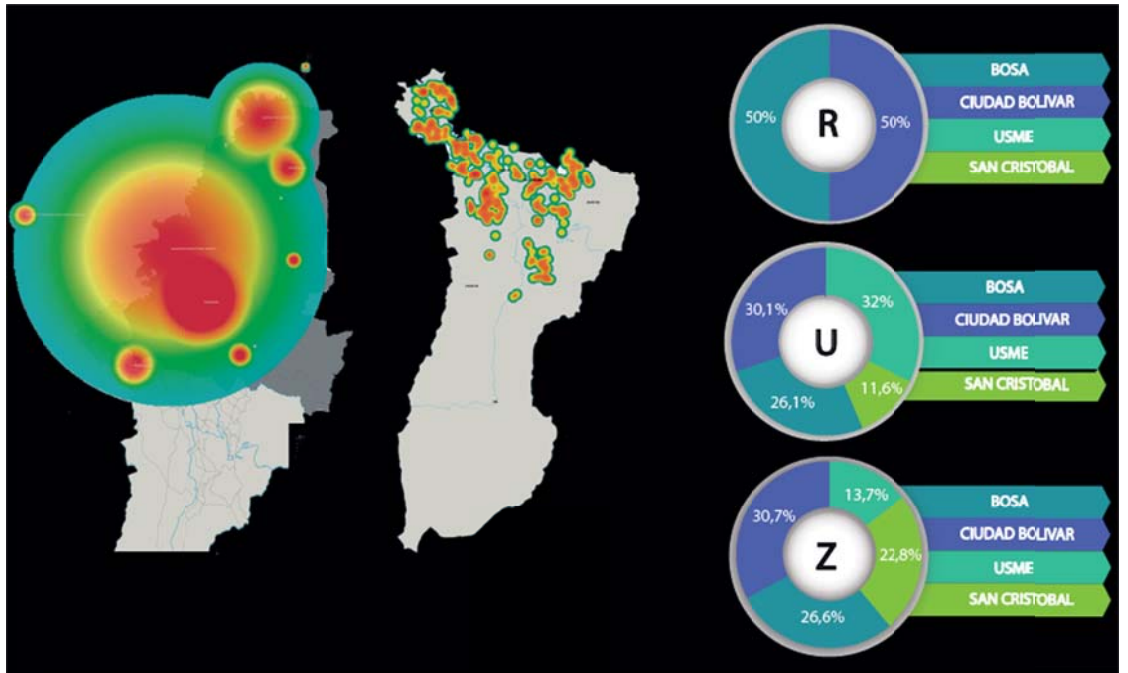 50%
R
50%
BOSA
CIUDAD BOLIVAR
USME
SAN CRISTOBAL
30,1%
32%
U
26,1%
11,6%
BOSA
CIUDAD BOLIVAR
USME
SAN CRISTOBAL
30,7%
13,7%
Z
22,8%
26,6%
BOSA
CIUDAD BOLIVAR
USME
SAN CRISTOBAL